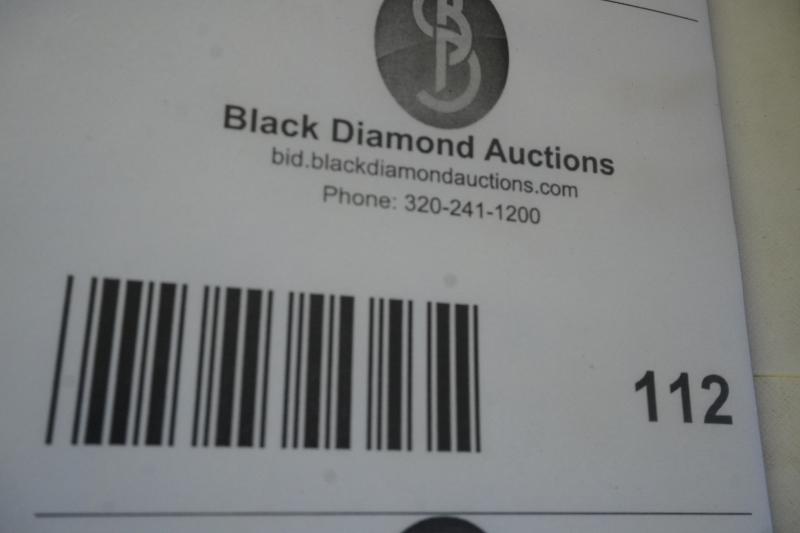 Black Diamond Auctions
bid.blackdiamondauctions.com
Phone: 320-241-1200
112